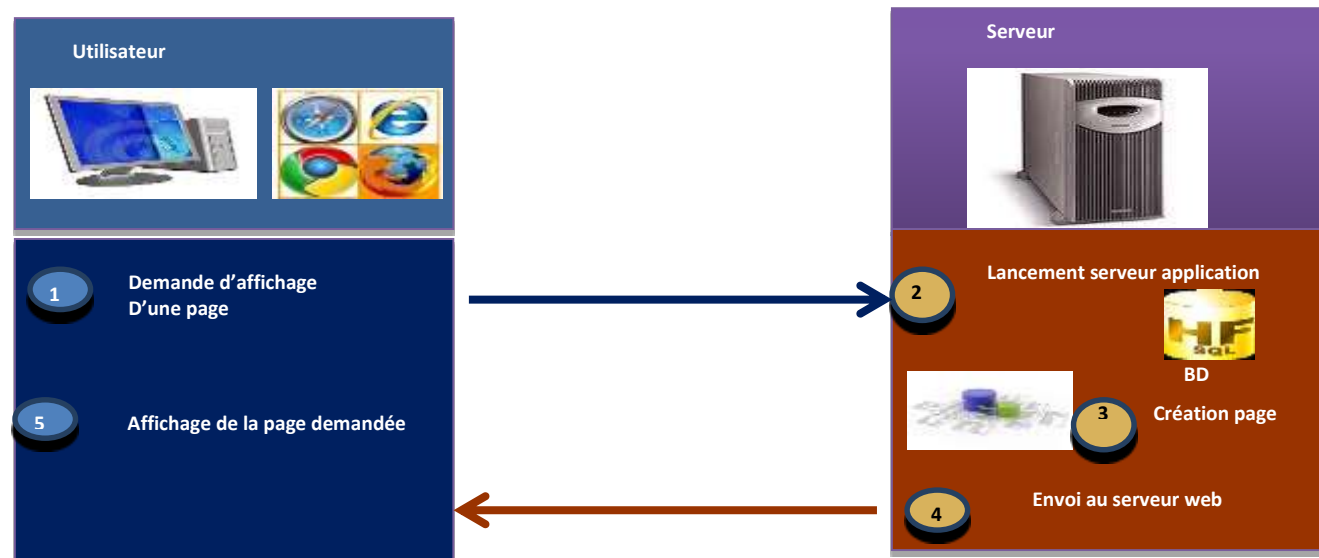 Utilisateur
Serveur
1
Demande d'affichage
D'une page
2
Lancement serveur application
HF
SQL
BD
3
Création page
4
Envoi au serveur web
5
Affichage de la page demandée